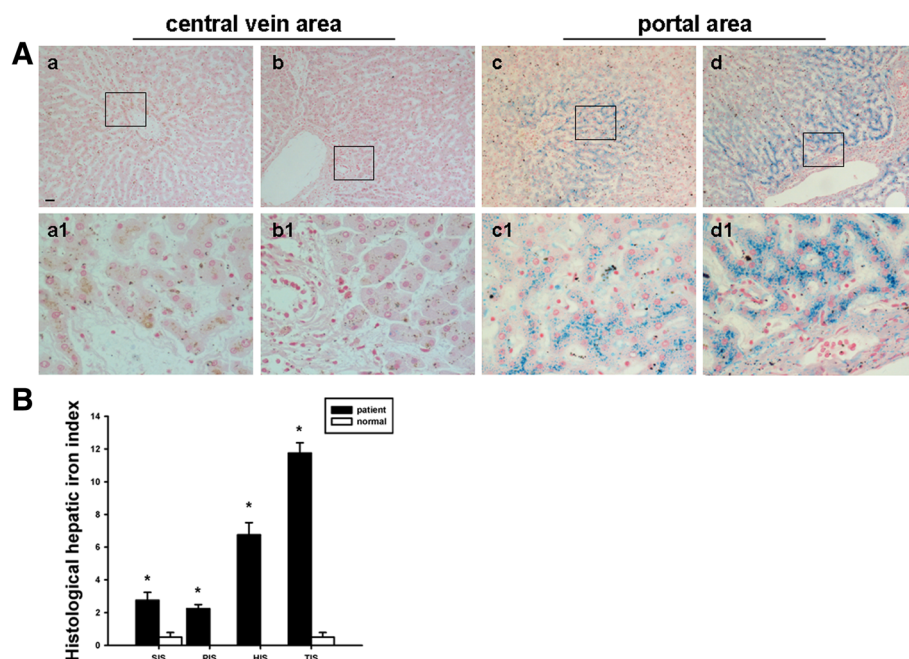 central vein area portal area
A
a b c d
a1 b1 c1 d1
B
patient
normal
Histological hepatic iron index
14
12
10
8
6
4
2
0
* * * *
SIS PIS HIS TIS